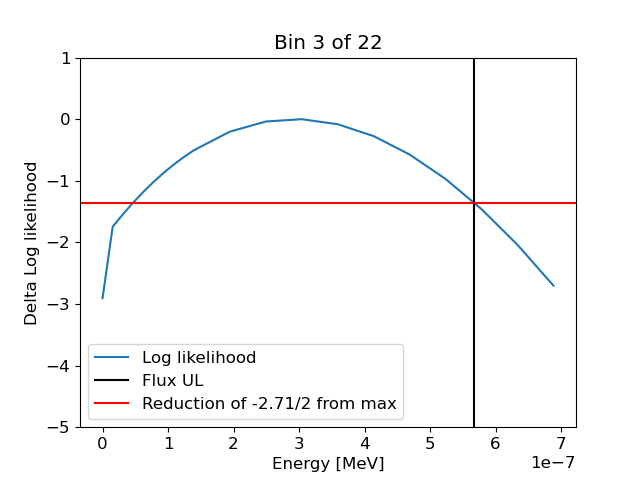 Bin 3 of 22
1
0
−1
−2
−3
−4
−5
Delta Log likelihood
Log likelihood
Flux UL
Reduction of -2.71/2 from max
0 1 2 3 4 5 6 7
Energy [MeV]
1e−7